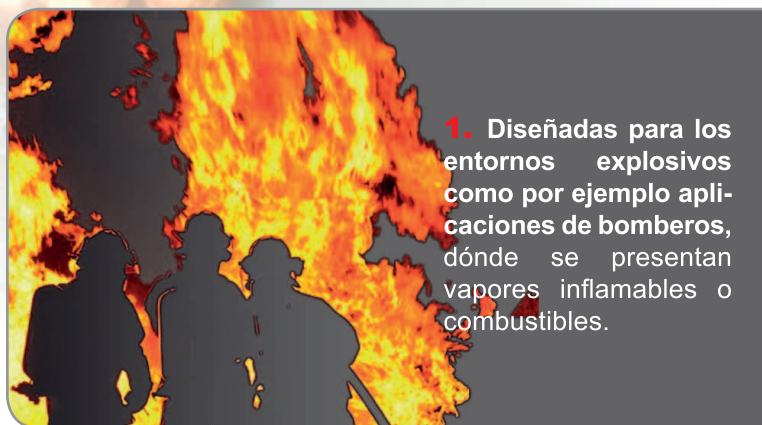 1. Diseñadas para los
entornos explosivos
como por ejemplo apli-
caciones de bomberos,
dónde se presentan
vapores inflamables o
combustibles.